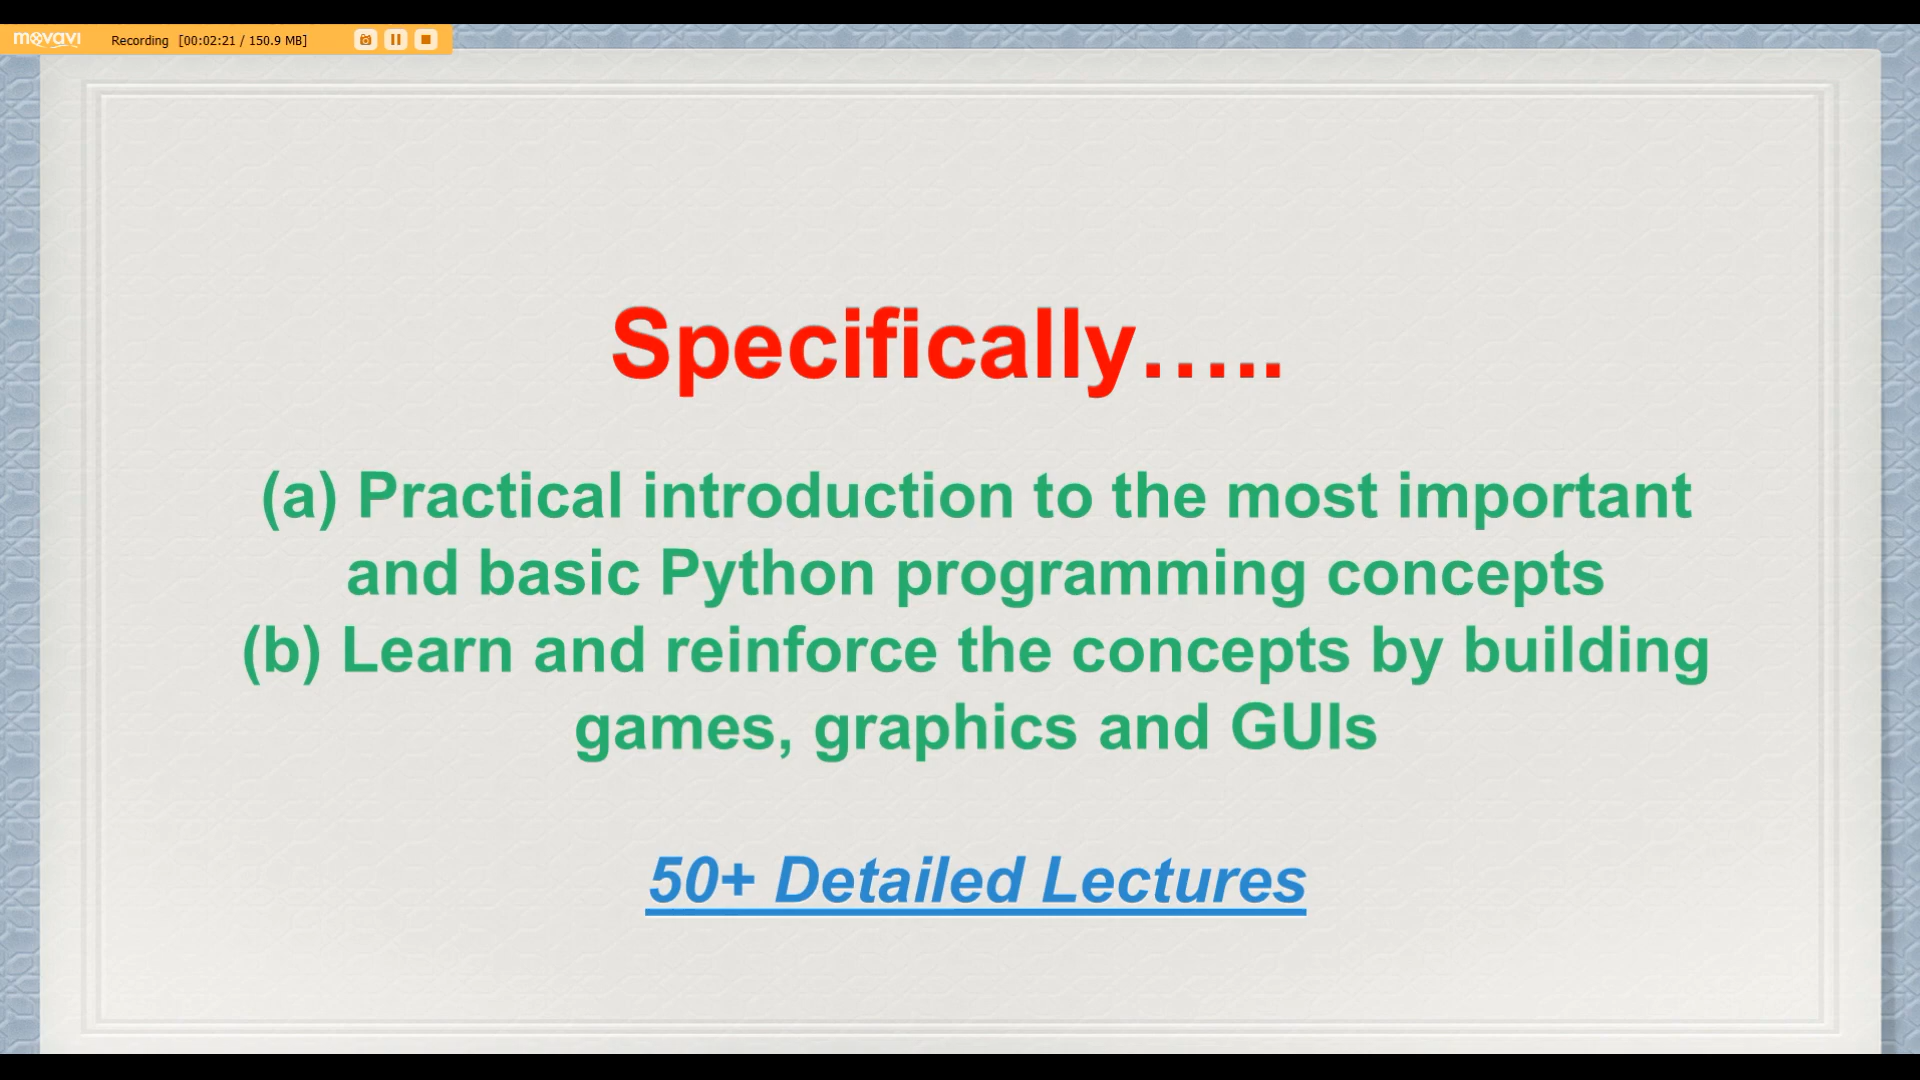 movavi Recording [00:02:21 / 150.9 MB]
Specifically.....
(a) Practical introduction to the most important
and basic Python programming concepts
(b) Learn and reinforce the concepts by building
games, graphics and GUIs
50+ Detailed Lectures